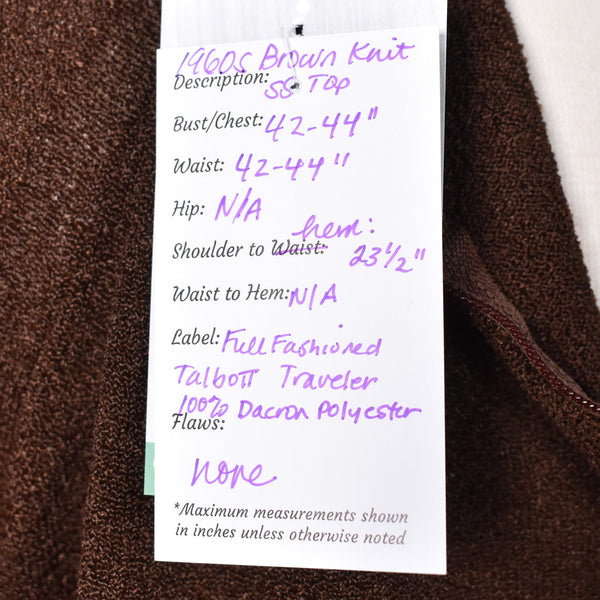 1960s Brown Knit
Description: SS Top
Bust/Chest: 42-44"
Waist: 42-44"
Hip: N/A
hem:
Shoulder to Waist: 23 1/2"
Waist to Hem: N/A
Label: Full Fashioned
Talbott Traveler
100% Dacron Polyester
Flaws:
none
*Maximum measurements shown
in inches unless otherwise noted